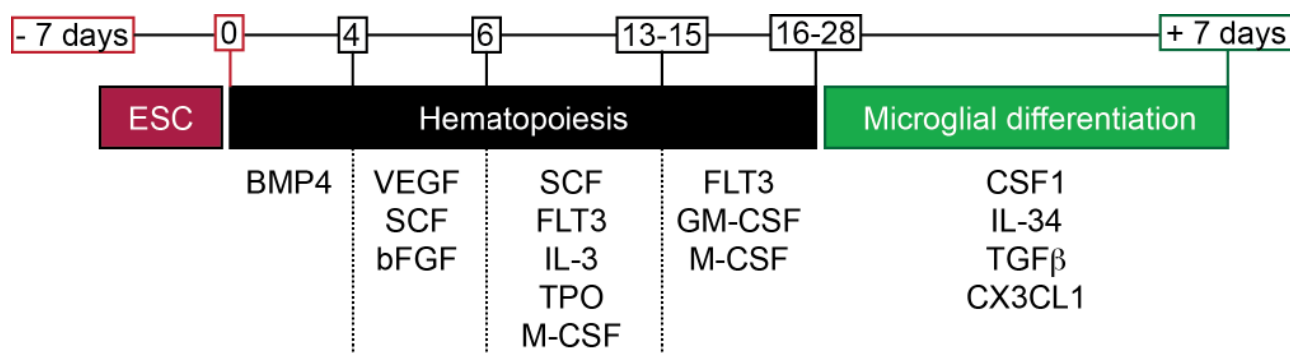 - 7 days 0 4 6 13-15 16-28 + 7 days
ESC Hematopoiesis Microglial differentiation
BMP4 VEGF SCF FLT3 CSF1
SCF FLT3 GM-CSF IL-34
bFGF IL-3 M-CSF TGFβ
TPO CX3CL1
M-CSF